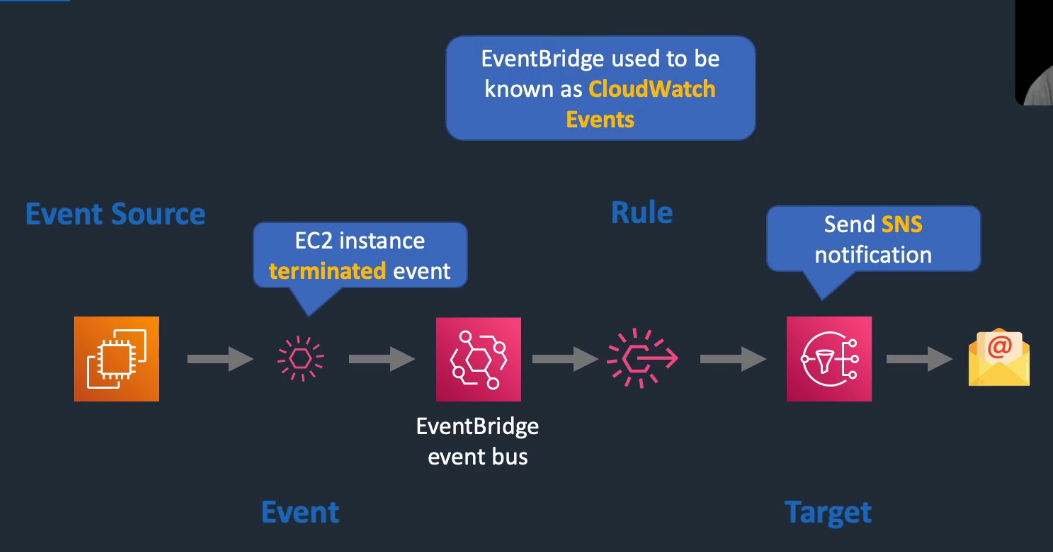 EventBridge used to be
known as CloudWatch
Events
Event Source
Rule
EC2 instance
terminated event
Send SNS
notification
@
EventBridge
event bus
Event
Target